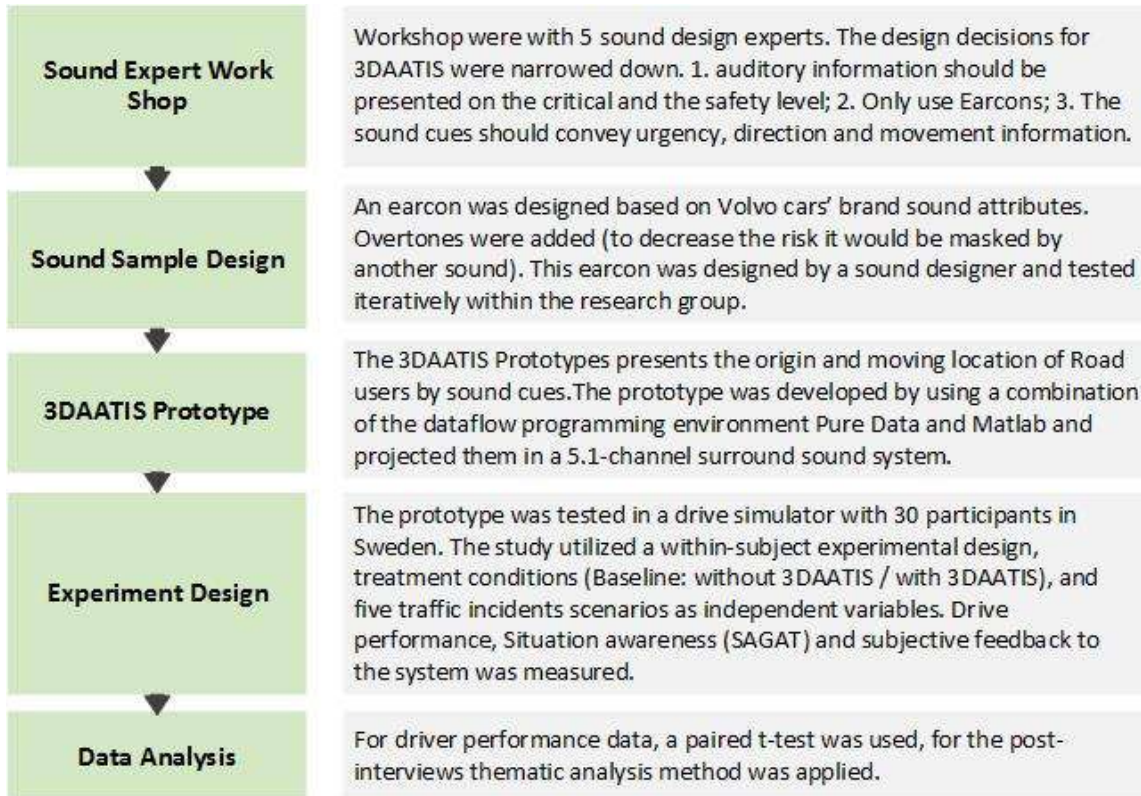 Sound Expert Work
Shop
Workshop were with 5 sound design experts. The design decisions for
3DAATIS were narrowed down. 1. auditory information should be
presented on the critical and the safety level; 2. Only use Earcons; 3. The
sound cues should convey urgency, direction and movement information.
Sound Sample Design
An earcon was designed based on Volvo cars’ brand sound attributes.
Overtones were added (to decrease the risk it would be masked by
another sound). This earcon was designed by a sound designer and tested
iteratively within the research group.
3DAATIS Prototype
The 3DAATIS Prototypes presents the origin and moving location of Road
users by sound cues.The prototype was developed by using a combination
of the dataflow programming environment Pure Data and Matlab and
projected them in a 5.1-channel surround sound system.
Experiment Design
The prototype was tested in a drive simulator with 30 participants in
Sweden. The study utilized a within-subject experimental design,
treatment conditions (Baseline: without 3DAATIS / with 3DAATIS), and
five traffic incidents scenarios as independent variables. Drive
performance, Situation awareness (SAGAT) and subjective feedback to
the system was measured.
Data Analysis
For driver performance data, a paired t-test was used, for the post-
interviews thematic analysis method was applied.